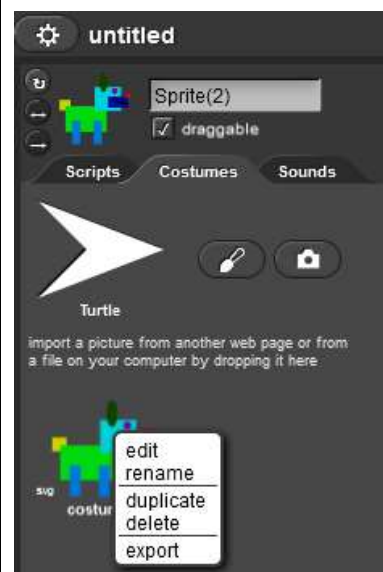 untitled
Sprite(2)
draggable
Scripts Costumes Sounds
Turtle
import a picture from another web page or from
a file on your computer by dropping it here
svg
costu
edit
rename
duplicate
delete
export